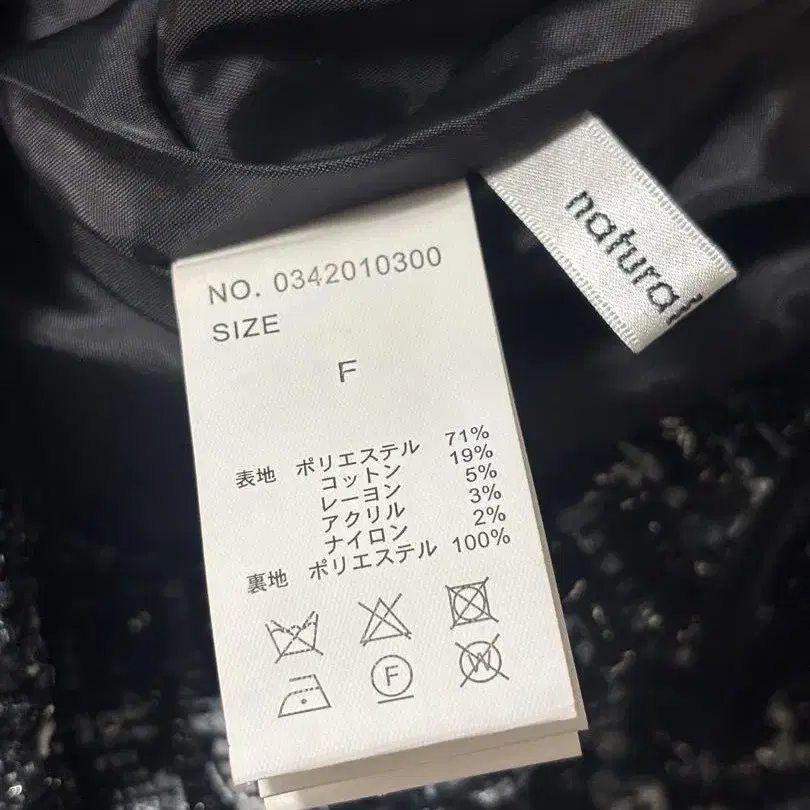 NO. 0342010300
SIZE
F
表地 ポリエステル 71%
コットン 19%
レーヨン 5%
アクリル 3%
ナイロン 2%
裏地 ポリエステル 100%
F
W
natural